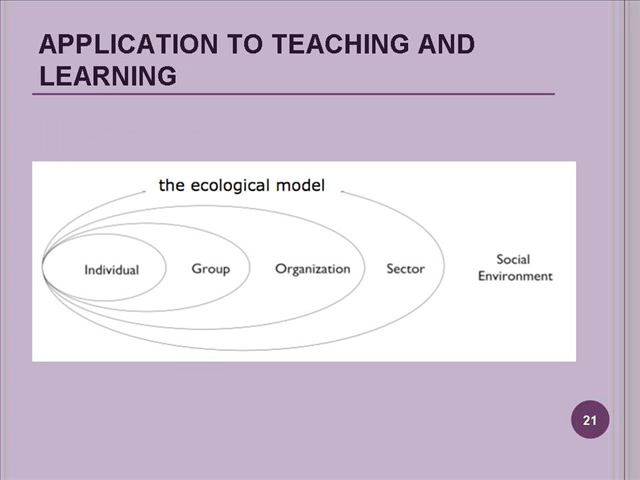 APPLICATION TO TEACHING AND
LEARNING
the ecological model
Individual
Group
Organization
Sector
Social
Environment
21